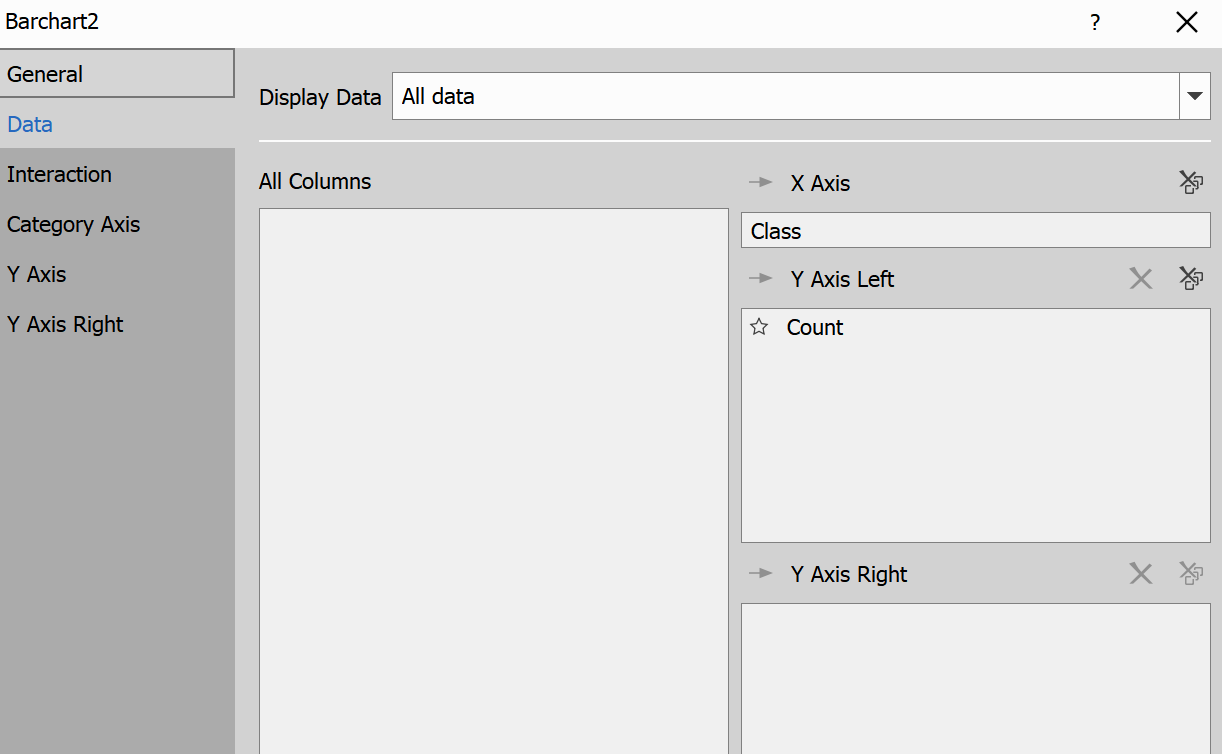 Barchart2
?
General
Data
Interaction
Category Axis
Y Axis
Y Axis Right
Display Data
All data
All Columns
X Axis
Class
Y Axis Left
Count
Y Axis Right